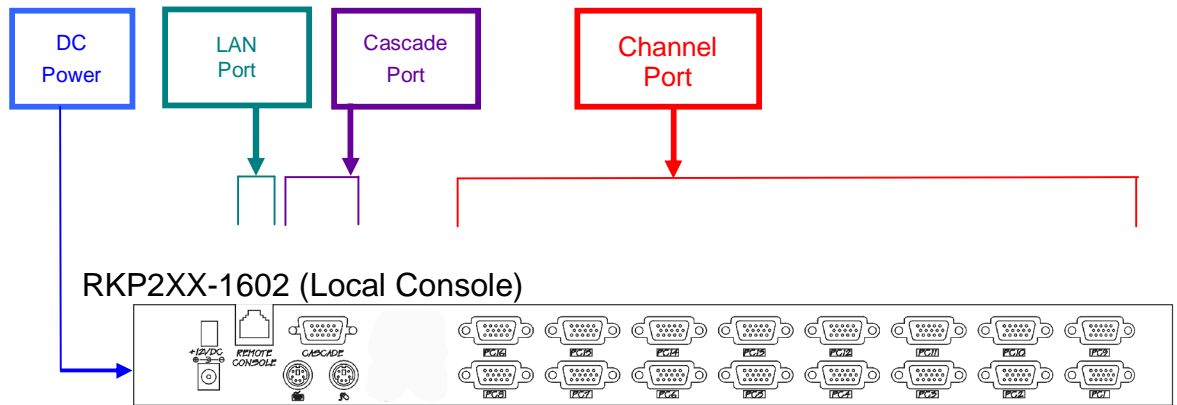 DC
Power
LAN
Port
Cascade
Port
Channel
Port
RKP2XX-1602 (Local Console)
+12VDC
REMOTE
CONSOLE
CASCADE
PC16
PC15
PC14
PC13
PC12
PC11
PC10
PC9
PC8
PC7
PC6
PC5
PC4
PC3
PC2
PC1